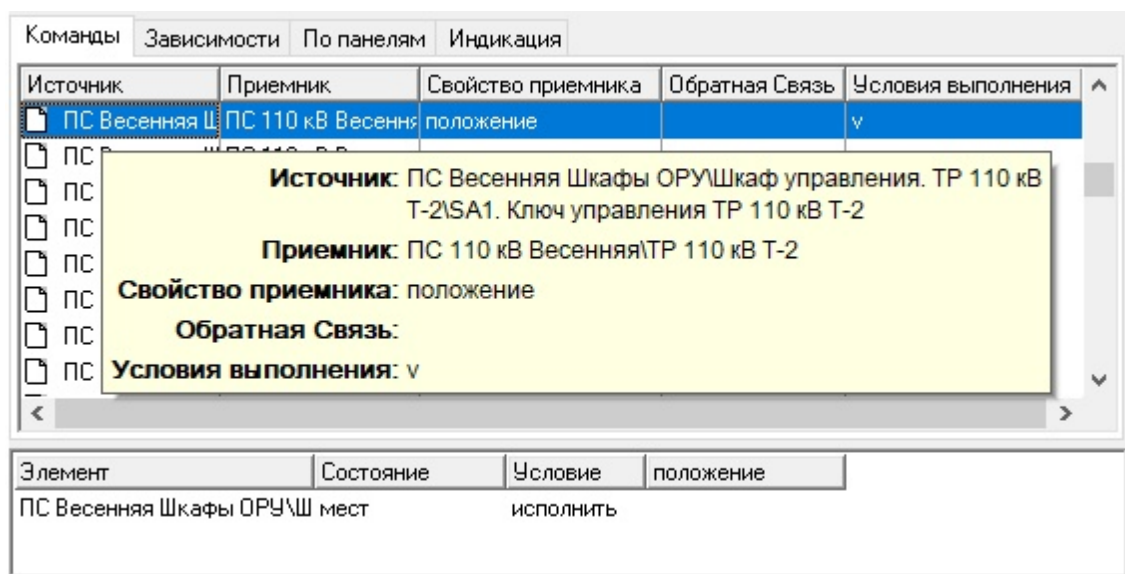 Команды Зависимости По панелям Индикация
Источник Приемник Свойство приемника Обратная Связь Условия выполнения
ПС Весенняя Ш ПС 110 кВ Весення положение v
ПС
ПС
Источник: ПС Весенняя Шкафы ОРУ\Шкаф управления. ТР 110 кВ
Т-2\SA1. Ключ управления ТР 110 кВ Т-2
ПС
Приемник: ПС 110 кВ Весенняя\ТР 110 кВ Т-2
ПС
Свойство приемника: положение
ПС
Обратная Связь:
ПС
Условия выполнения: v
ПС
Элемент Состояние Условие положение
ПС Весенняя Шкафы ОРУ\Ш мест исполнить